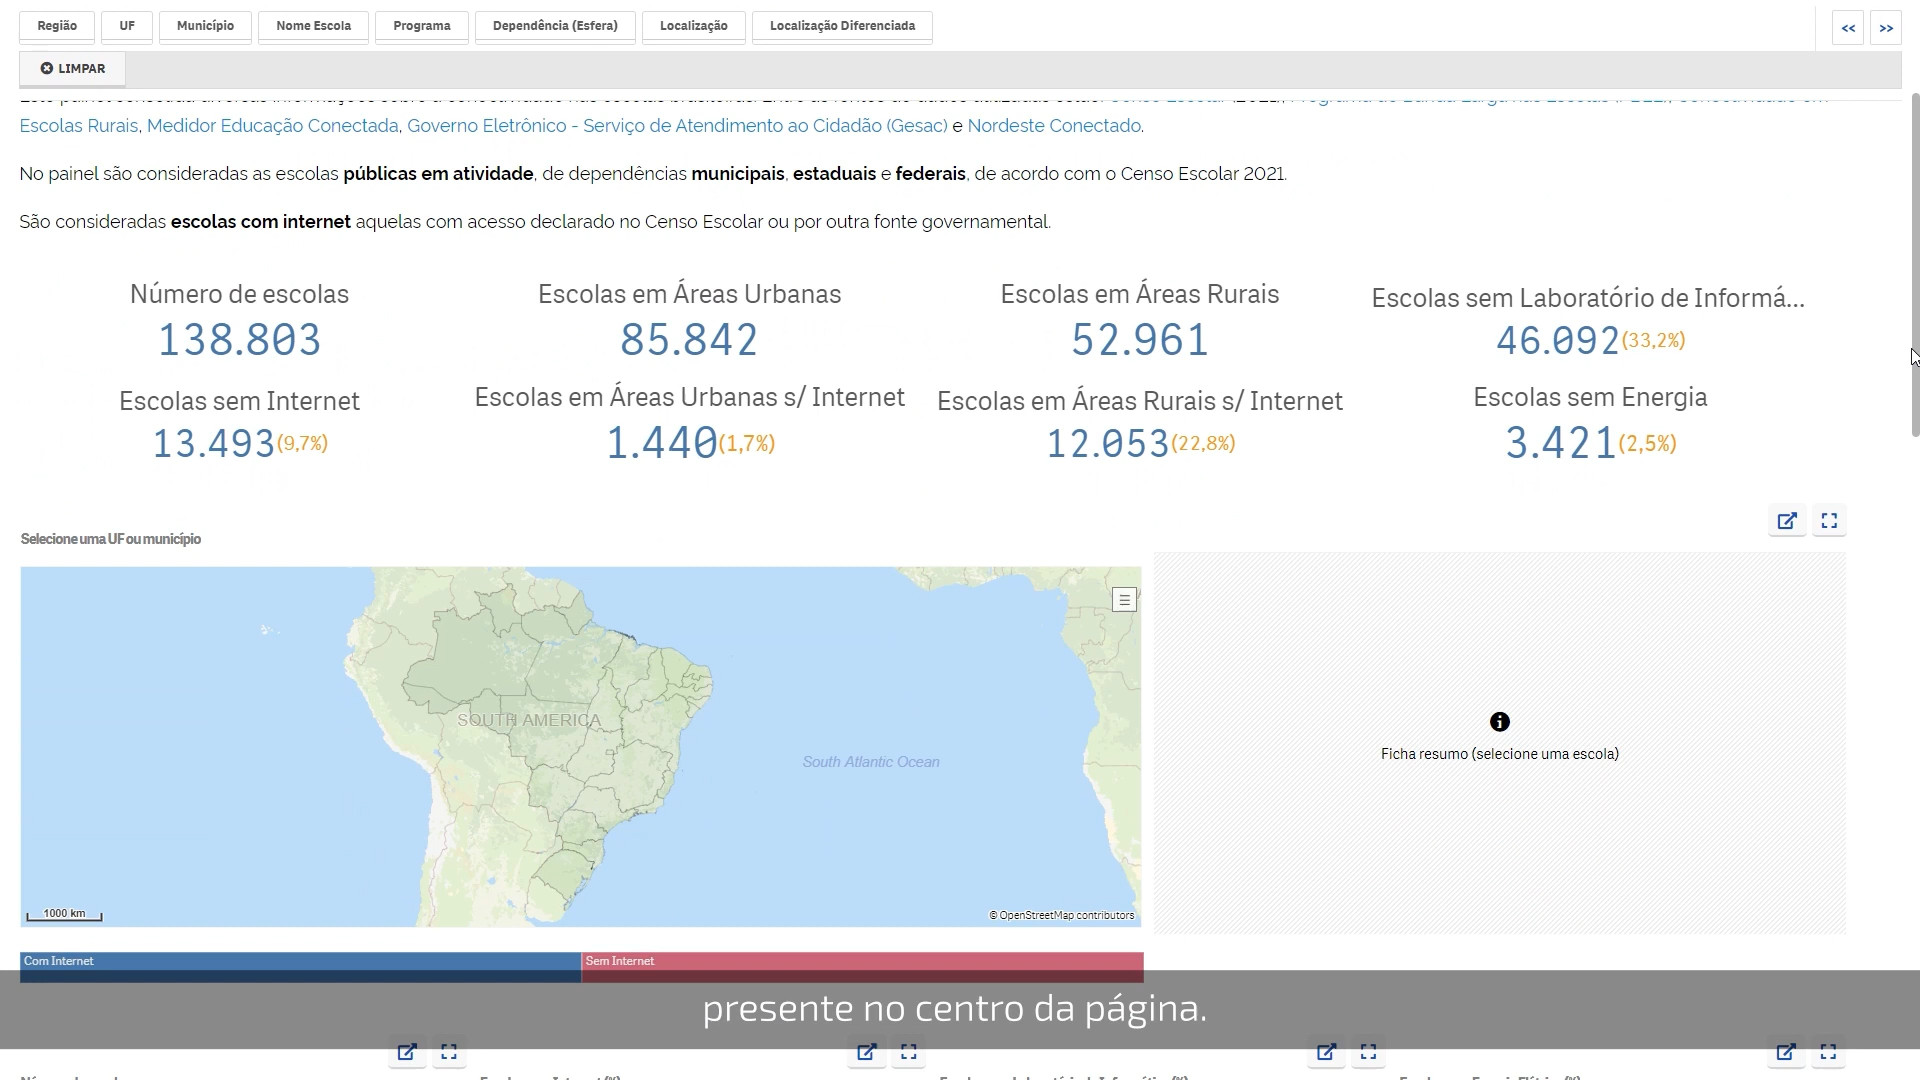 Região UF Município Nome Escola Programa Dependência (Esfera) Localização Localização Diferenciada << >>
LIMPAR
Escolas Rurais, Medidor Educação Conectada, Governo Eletrônico - Serviço de Atendimento ao Cidadão (Gesac) e Nordeste Conectado.
No painel são consideradas as escolas públicas em atividade, de dependências municipais, estaduais e federais, de acordo com o Censo Escolar 2021.
São consideradas escolas com internet aquelas com acesso declarado no Censo Escolar ou por outra fonte governamental.
Número de escolas
138.803
Escolas em Áreas Urbanas
85.842
Escolas em Áreas Rurais
52.961
Escolas sem Laboratório de Informá...
46.092(33,2%)
Escolas sem Internet
13.493(9,7%)
Escolas em Áreas Urbanas s/ Internet
1.440(1,7%)
Escolas em Áreas Rurais s/ Internet
12.053(22,8%)
Escolas sem Energia
3.421(2,5%)
Selecione uma UF ou município
SOUTH AMERICA
South Atlantic Ocean
1000 km
© OpenStreetMap contributors
Ficha resumo (selecione uma escola)
Com Internet
Sem Internet
presente no centro da página.